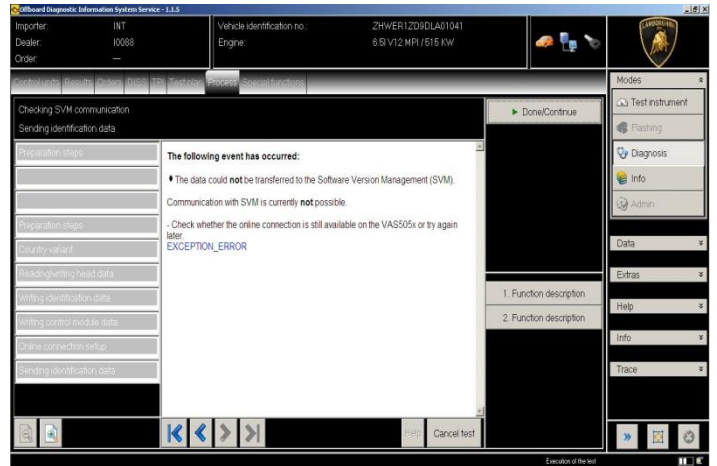 Offboard Diagnostic Information System Service - 1.1.5
Importer: INT
Dealer: I0088
Order: —
Vehicle identification no.: ZHWER1ZD9DLA01041
Engine: 6.5l V12 MPI / 515 KW
LAMBORGHINI
Control units Results Orders DISS TPI Test plan Process Special functions
Checking SVM communication
Sending identification data
Done/Continue
Preparation steps
Preparation steps
Country variant
Reading/writing head data
Writing identification data
Writing control module data
Online connection setup
Sending identification data
The following event has occurred:
• The data could not be transferred to the Software Version Management (SVM).
Communication with SVM is currently not possible.
- Check whether the online connection is still available on the VAS505x or try again
later.
EXCEPTION_ERROR
1. Function description
2. Function description
Help
Cancel test
Modes
Test instrument
Flashing
Diagnosis
Info
Admin
Data
Extras
Help
Info
Trace
Execution of the test